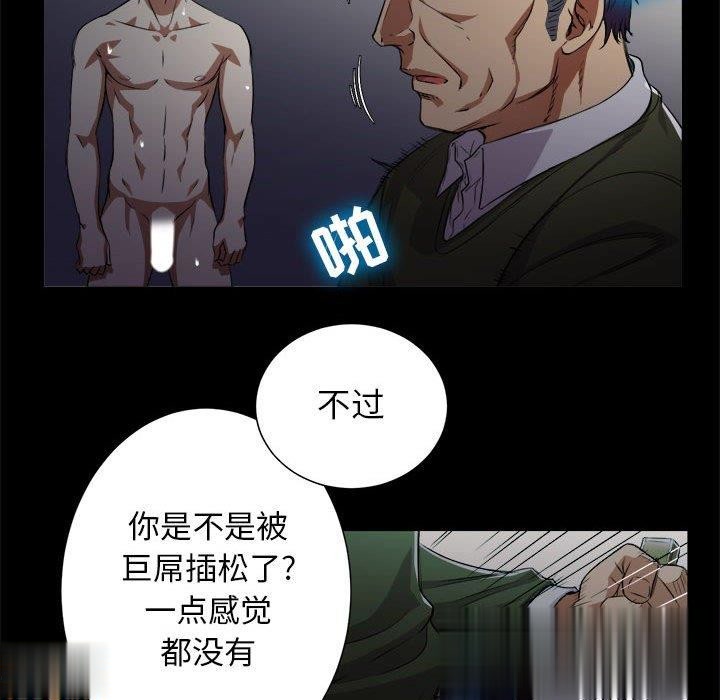 啪
不过
你是不是被
巨屌插松了?
一点感觉
都没有